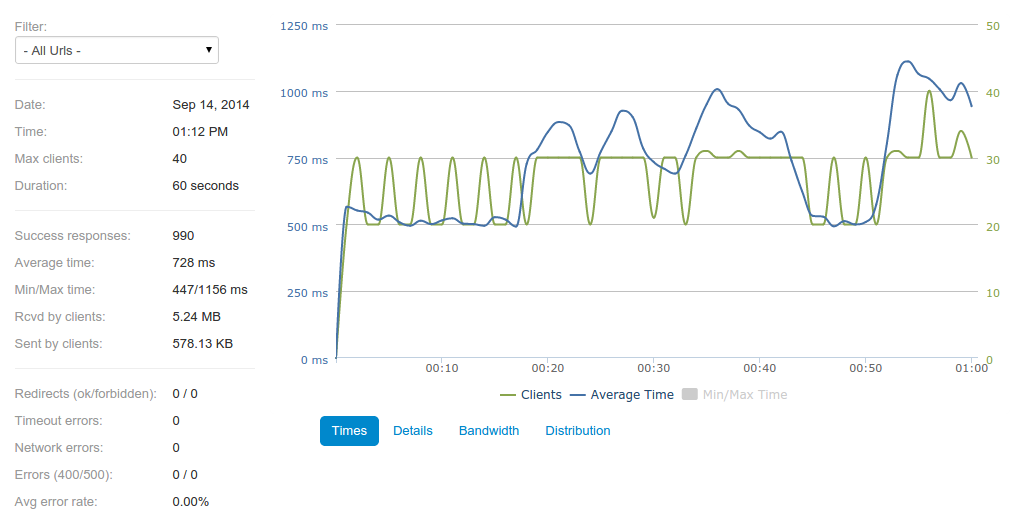 Filter:
- All Urls -
Date: Sep 14, 2014
Time: 01:12 PM
Max clients: 40
Duration: 60 seconds
Success responses: 990
Average time: 728 ms
Min/Max time: 447/1156 ms
Rcvd by clients: 5.24 MB
Sent by clients: 578.13 KB
Redirects (ok/forbidden): 0 / 0
Timeout errors: 0
Network errors: 0
Errors (400/500): 0 / 0
Avg error rate: 0.00%
1250 ms 50
1000 ms 40
750 ms 30
500 ms 20
250 ms 10
0 ms 0
00:10 00:20 00:30 00:40 00:50 01:00
Clients Average Time Min/Max Time
Times Details Bandwidth Distribution